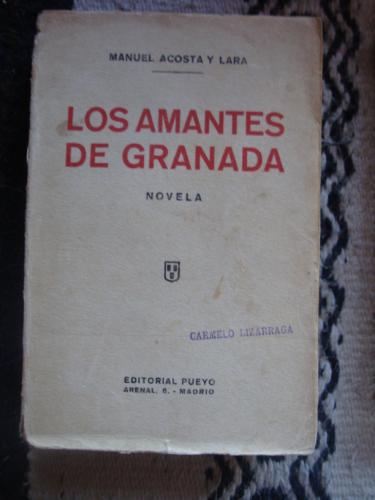 MANUEL ACOSTA Y LARA
LOS AMANTES
DE GRANADA
NOVELA
CARMELO LIZARRAGA
EDITORIAL PUEYO
ARENAL, 6. - MADRID